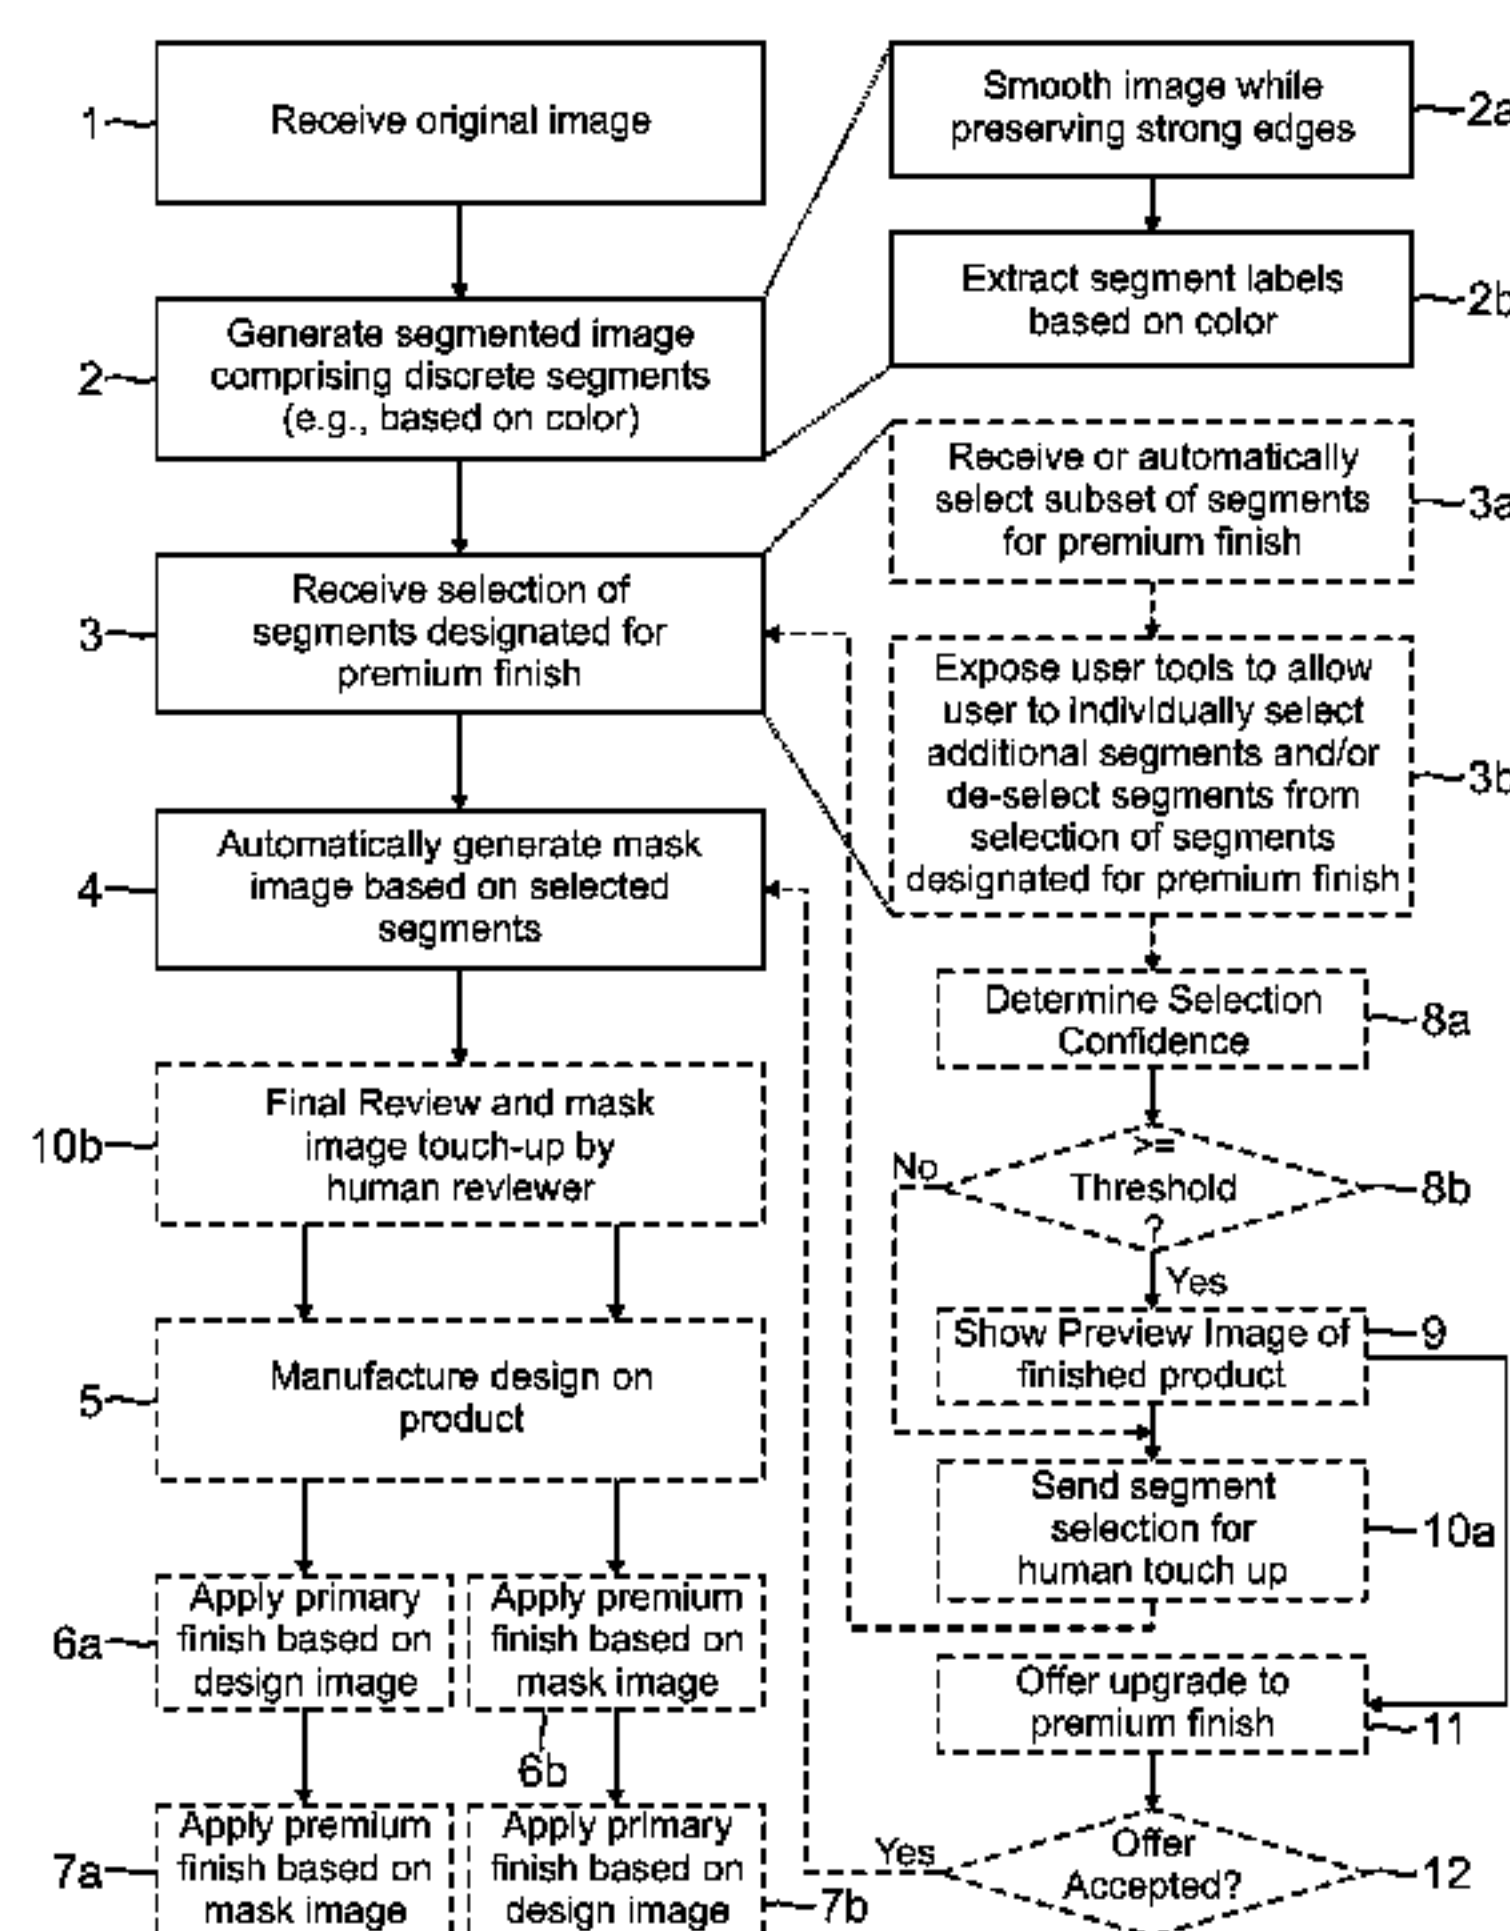 1
Receive original image
2
Generate segmented image
comprising discrete segments
(e.g., based on color)
3
Receive selection of
segments designated for
premium finish
4
Automatically generate mask
image based on selected
segments
10b
Final Review and mask
image touch-up by
human reviewer
5
Manufacture design on
product
6a
Apply primary
finish based on
design image
Apply premium
finish based on
mask image
6b
7a
Apply premium
finish based on
mask image
Apply primary
finish based on
design image
7b
Smooth image while
preserving strong edges
2a
Extract segment labels
based on color
2b
Receive or automatically
select subset of segments
for premium finish
3a
Expose user tools to allow
user to individually select
additional segments and/or
de-select segments from
selection of segments
designated for premium finish
3b
Determine Selection
Confidence
8a
>=
Threshold
?
8b
No
Yes
Show Preview Image of
finished product
9
Send segment
selection for
human touch up
10a
Offer upgrade to
premium finish
11
Offer
Accepted?
12
Yes